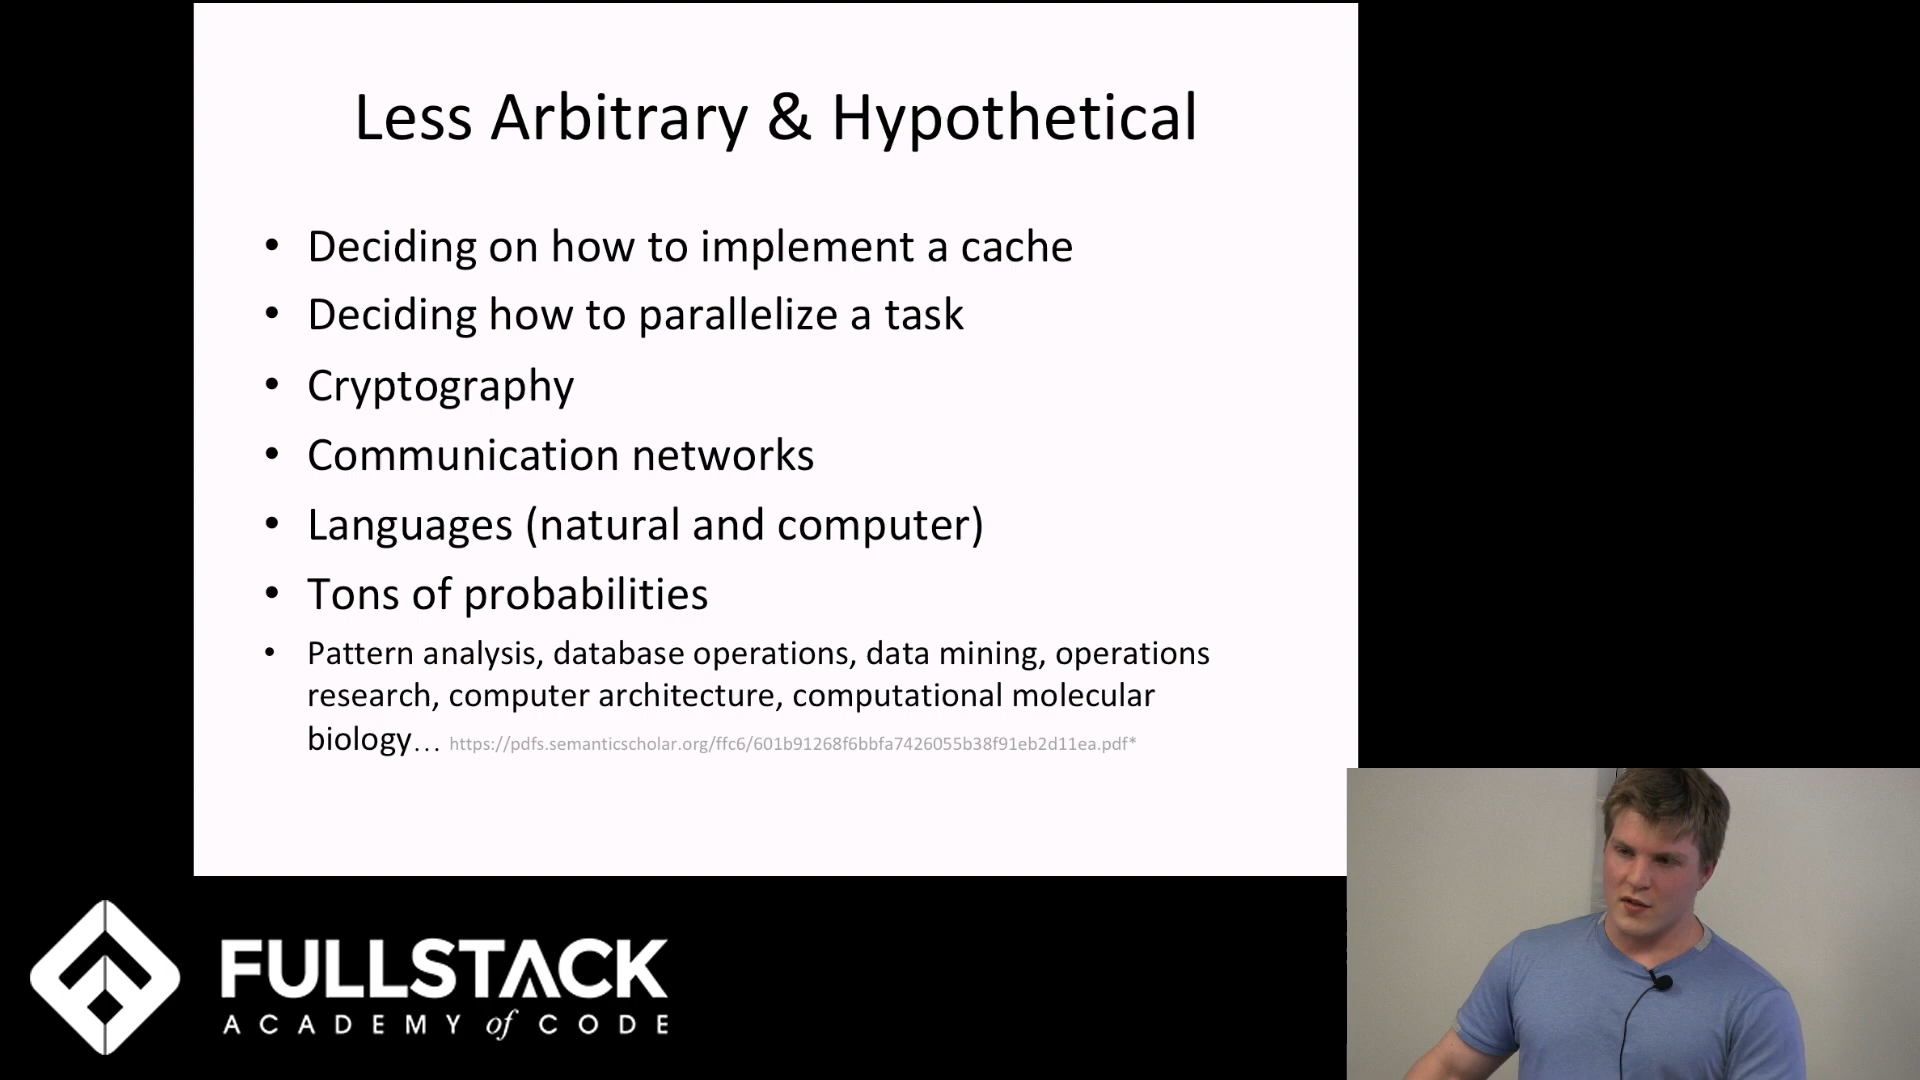 Less Arbitrary & Hypothetical
• Deciding on how to implement a cache
• Deciding how to parallelize a task
• Cryptography
• Communication networks
• Languages (natural and computer)
• Tons of probabilities
• Pattern analysis, database operations, data mining, operations
research, computer architecture, computational molecular
biology… https://pdfs.semanticscholar.org/ffc6/601b91268f6bbfa7426055b38f91eb2d11ea.pdf*
FULLSTACK
ACADEMY of CODE